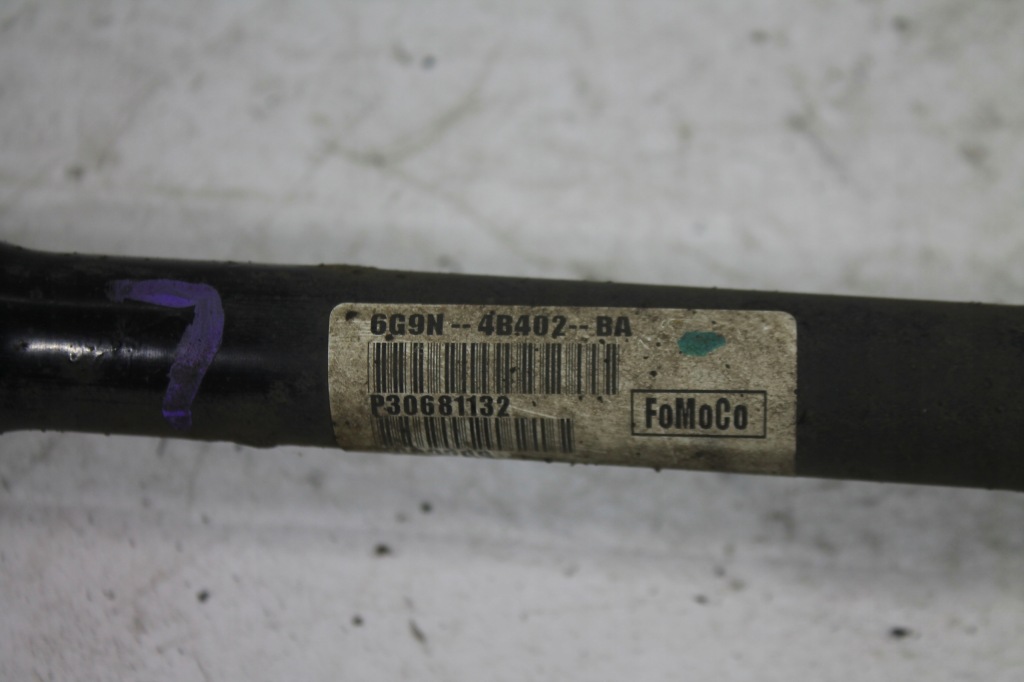 6G9N -- 4B402-- BA
P30681132
FoMoCo